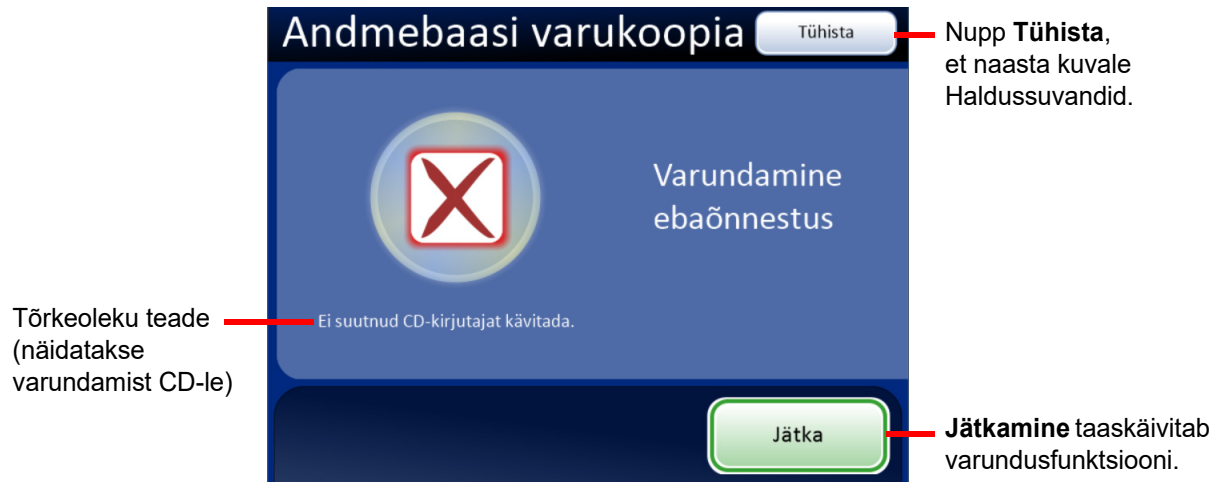 Andmebaasi varukoopia
Tühista
Nupp Tühista,
et naasta kuvale
Haldussuvandid.
Varundamine
ebaõnnestus
Tõrkeoleku teade
(näidatakse
varundamist CD-le)
Ei suutnud CD-kirjutajat kävitada.
Jätka
Jätkamine taaskäivitab
varundusfunktsiooni.